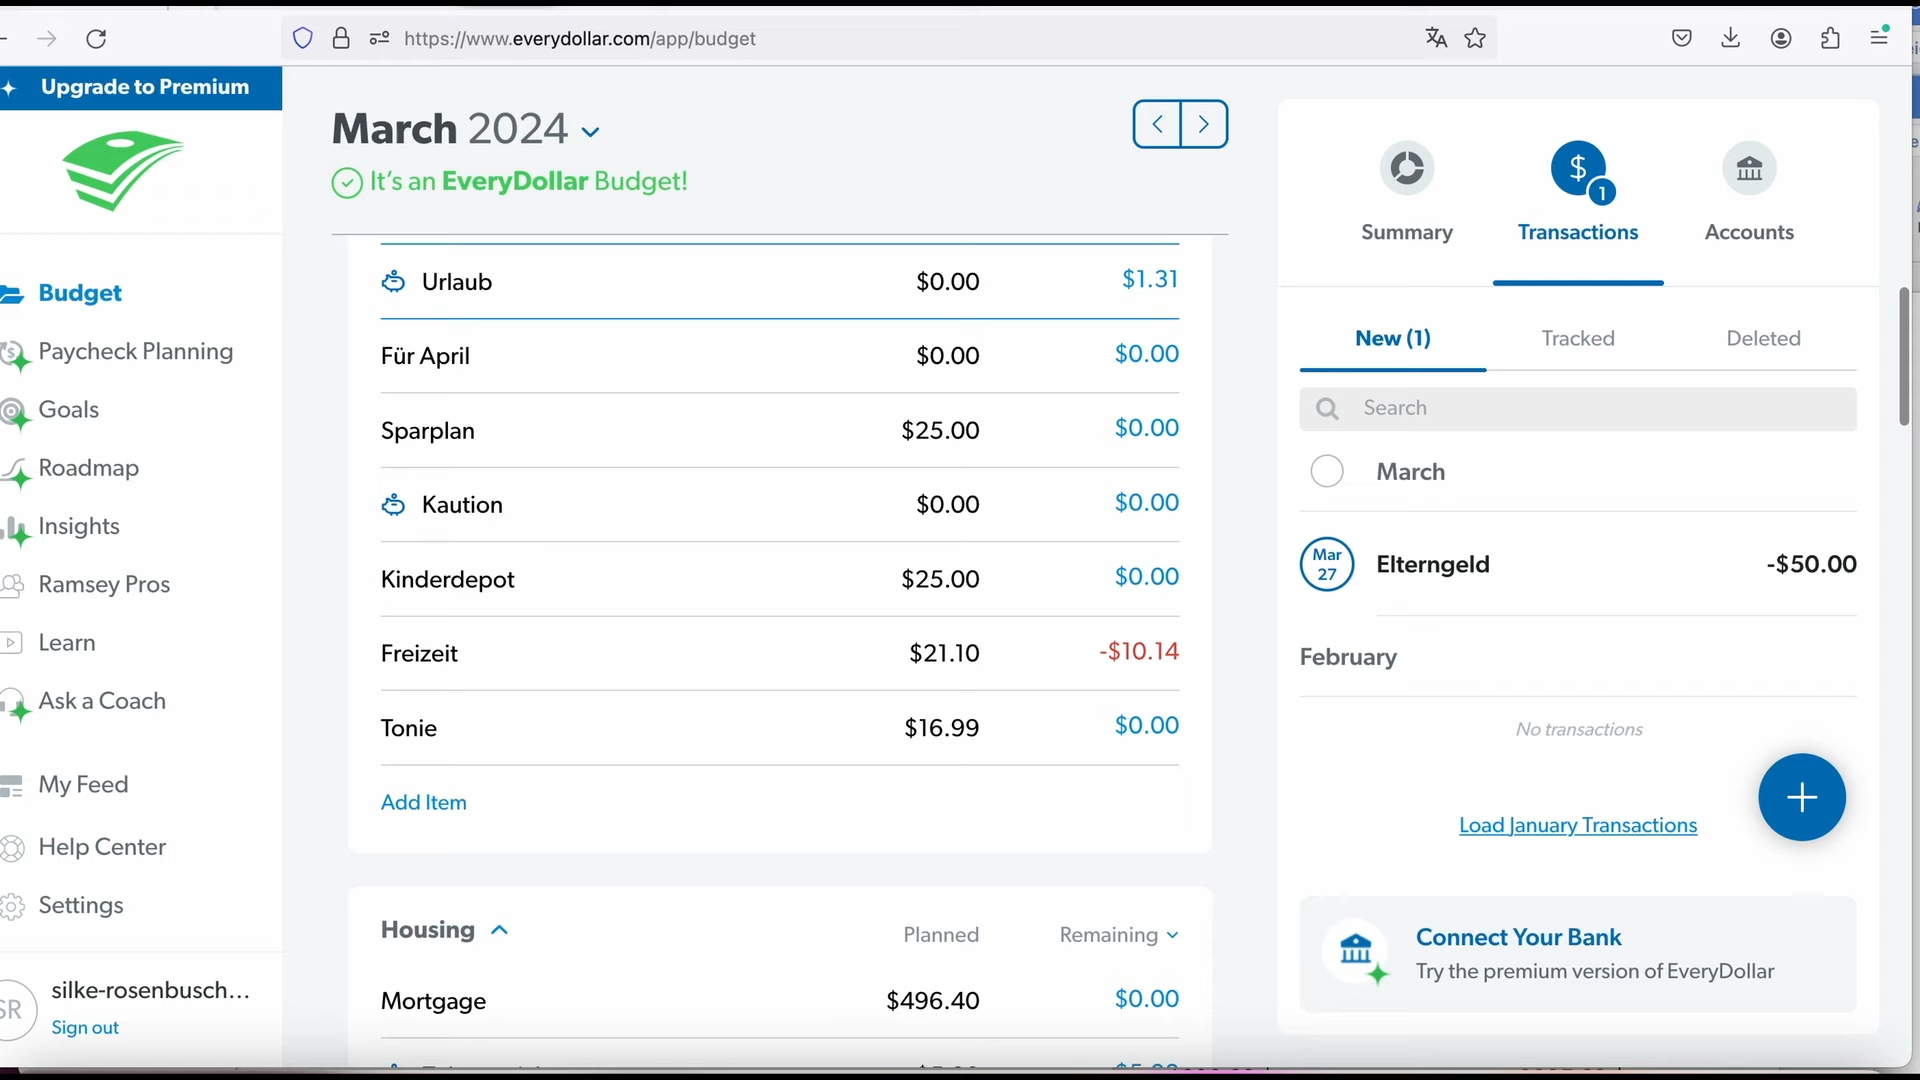 https://www.everydollar.com/app/budget
Upgrade to Premium
Budget
Paycheck Planning
Goals
Roadmap
Insights
Ramsey Pros
Learn
Ask a Coach
My Feed
Help Center
Settings
SR
silke-rosenbusch...
Sign out
March 2024
It's an EveryDollar Budget!
Urlaub $0.00 $1.31
Für April $0.00 $0.00
Sparplan $25.00 $0.00
Kaution $0.00 $0.00
Kinderdepot $25.00 $0.00
Freizeit $21.10 -$10.14
Tonie $16.99 $0.00
Add Item
Housing Planned Remaining
Mortgage $496.40 $0.00
$ 1
Summary Transactions Accounts
New (1) Tracked Deleted
Search
March
Mar
27
Elterngeld -$50.00
February
No transactions
Load January Transactions
Connect Your Bank
Try the premium version of EveryDollar